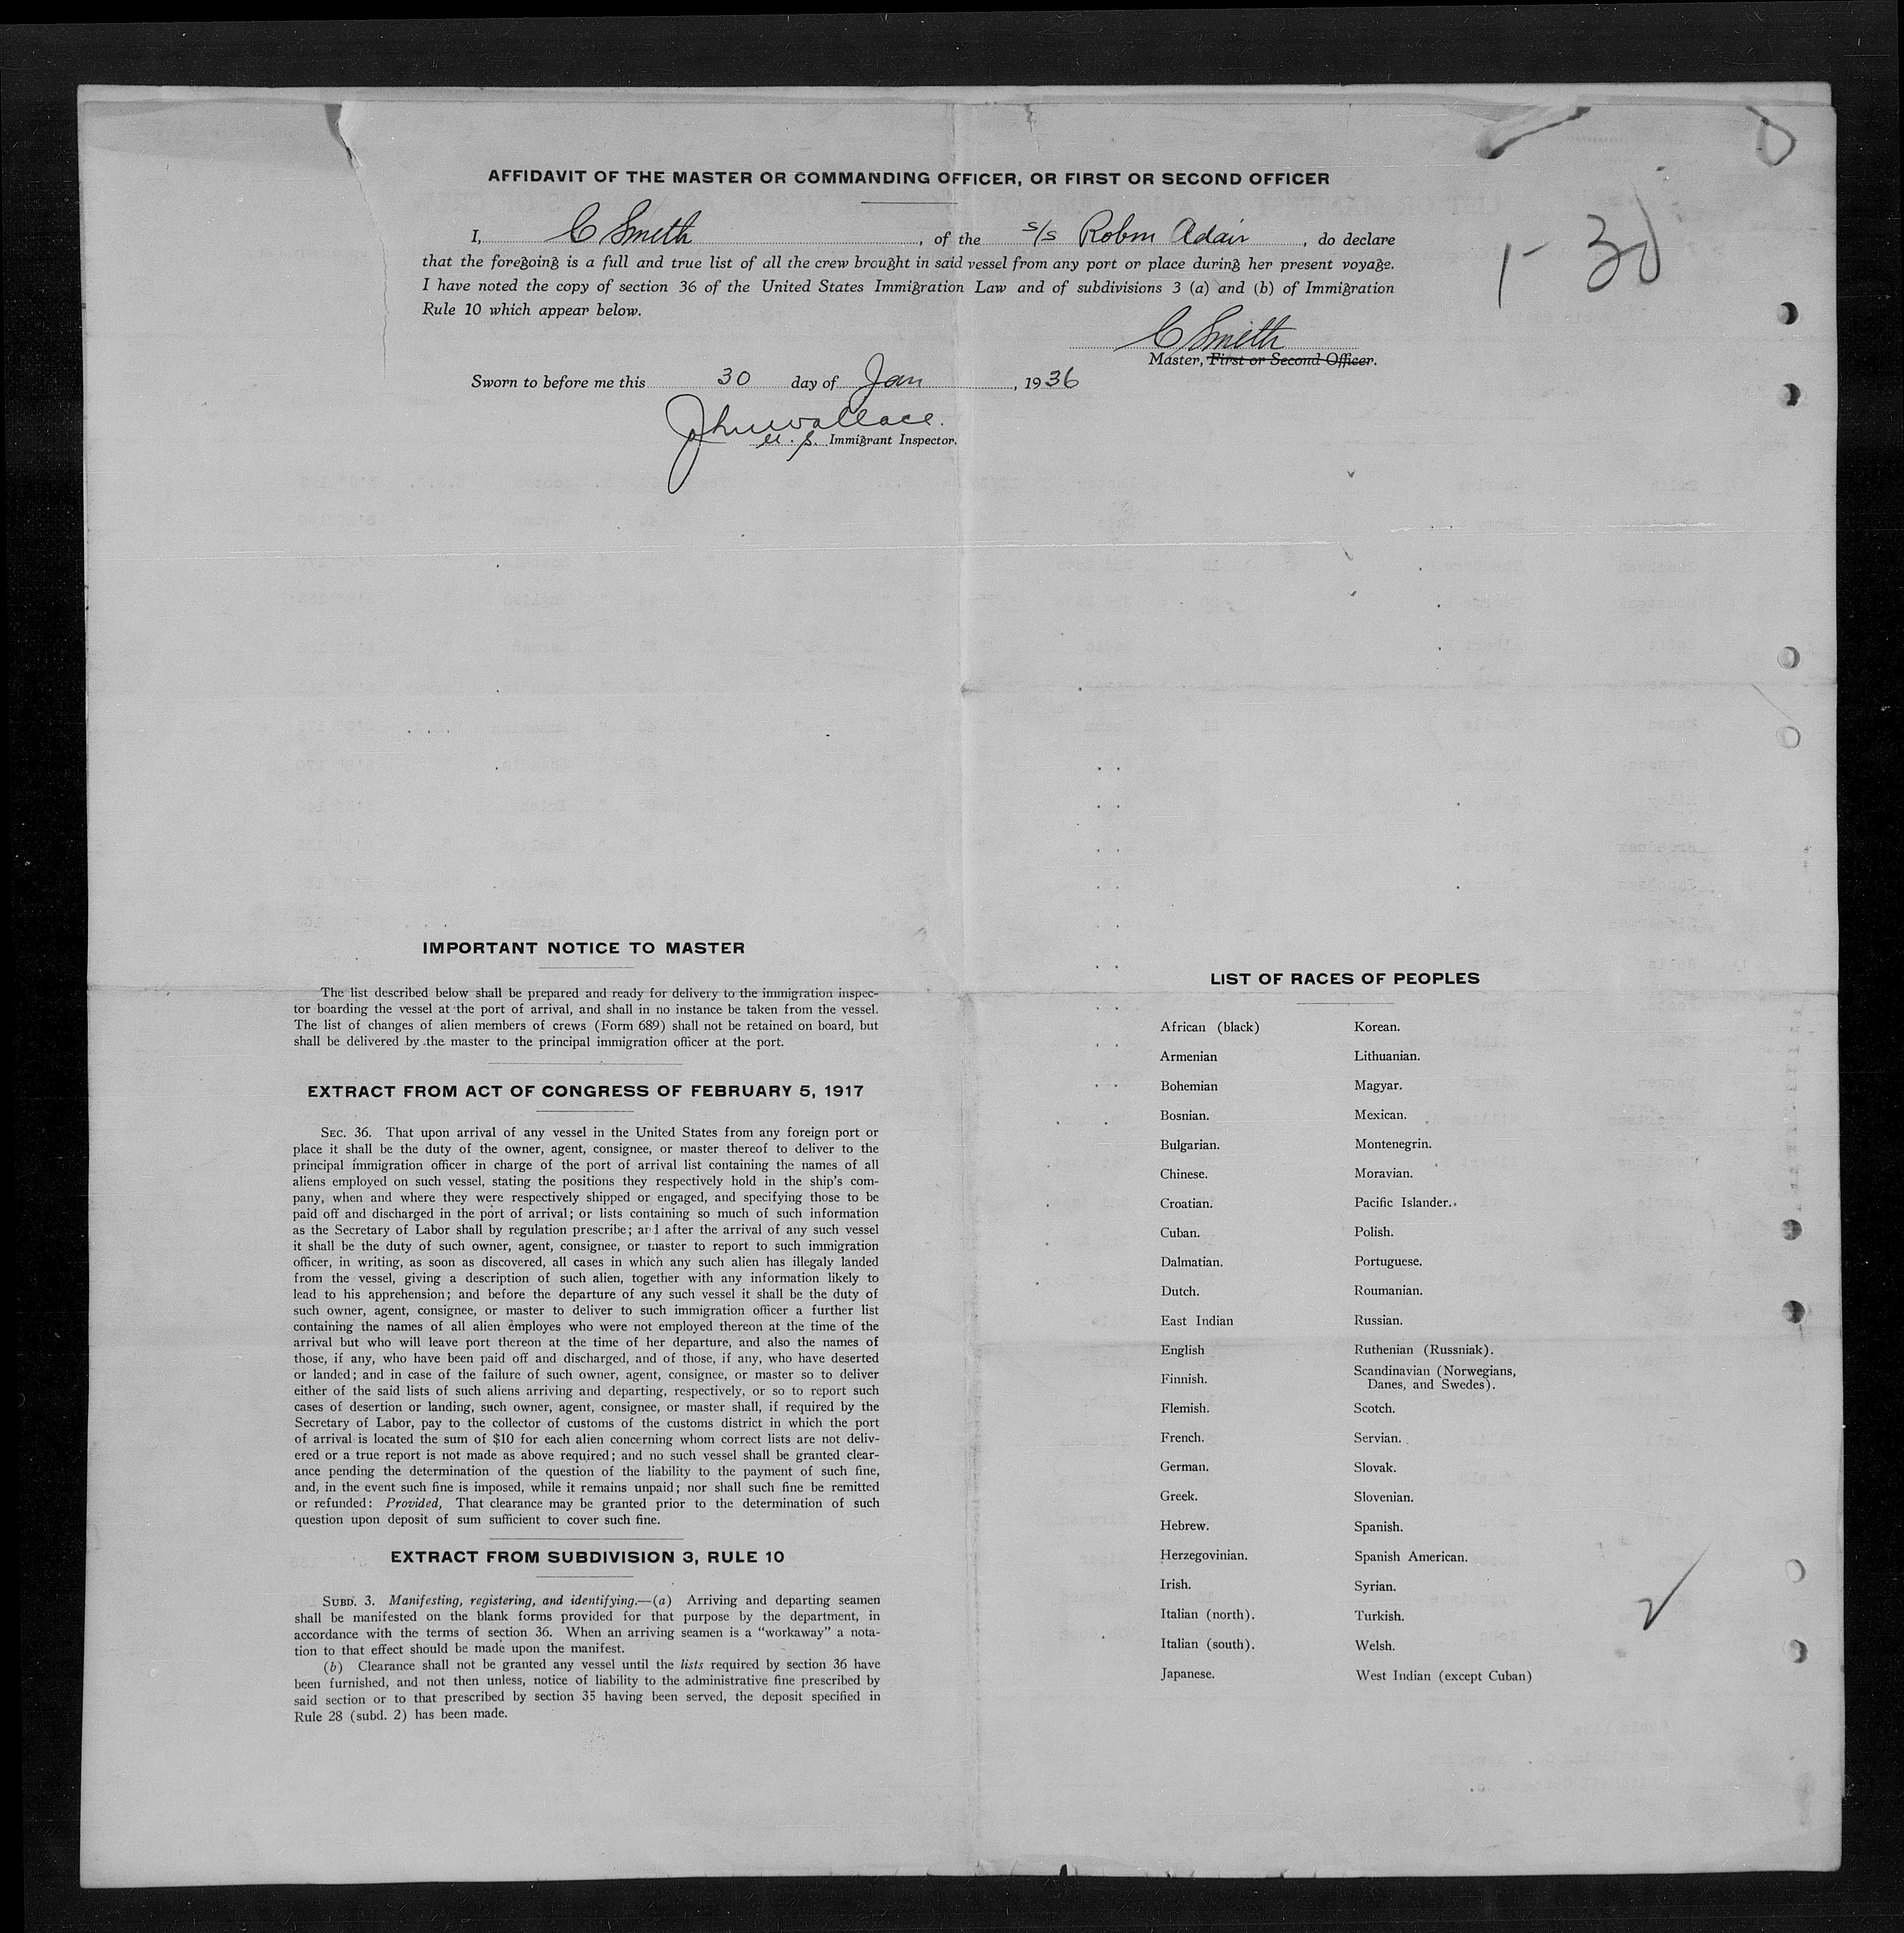 AFFIDAVIT OF THE MASTER OR COMMANDING OFFICER, OR FIRST OR SECOND OFFICER
I, C Smith, of the s/s Robin Adair, do declare
that the foregoing is a full and true list of all the crew brought in said vessel from any port or place during her present voyage.
I have noted the copy of section 36 of the United States Immigration Law and of subdivisions 3 (a) and (b) of Immigration
Rule 10 which appear below.
1-30
C Smith
Master, First or Second Officer.
Sworn to before me this 30 day of Jan, 1936
John Wallace.
U.S. Immigrant Inspector.
IMPORTANT NOTICE TO MASTER
The list described below shall be prepared and ready for delivery to the immigration inspec-
tor boarding the vessel at the port of arrival, and shall in no instance be taken from the vessel.
The list of changes of alien members of crews (Form 689) shall not be retained on board, but
shall be delivered by the master to the principal immigration officer at the port.
EXTRACT FROM ACT OF CONGRESS OF FEBRUARY 5, 1917
SEC. 36. That upon arrival of any vessel in the United States from any foreign port or
place it shall be the duty of the owner, agent, consignee, or master thereof to deliver to the
principal immigration officer in charge of the port of arrival list containing the names of all
aliens employed on such vessel, stating the positions they respectively hold in the ship's com-
pany, when and where they were respectively shipped or engaged, and specifying those to be
paid off and discharged in the port of arrival; or lists containing so much of such information
as the Secretary of Labor shall by regulation prescribe; and after the arrival of any such vessel
it shall be the duty of such owner, agent, consignee, or master to report to such immigration
officer, in writing, as soon as discovered, all cases in which any such alien has illegaly landed
from the vessel, giving a description of such alien, together with any information likely to
lead to his apprehension; and before the departure of any such vessel it shall be the duty of
such owner, agent, consignee, or master to deliver to such immigration officer a further list
containing the names of all alien employes who were not employed thereon at the time of the
arrival but who will leave port thereon at the time of her departure, and also the names of
those, if any, who have been paid off and discharged, and of those, if any, who have deserted
or landed; and in case of the failure of such owner, agent, consignee, or master so to deliver
either of the said lists of such aliens arriving and departing, respectively, or so to report such
cases of desertion or landing, such owner, agent, consignee, or master shall, if required by the
Secretary of Labor, pay to the collector of customs of the customs district in which the port
of arrival is located the sum of $10 for each alien concerning whom correct lists are not deliv-
ered or a true report is not made as above required; and no such vessel shall be granted clear-
ance pending the determination of the question of the liability to the payment of such fine,
and, in the event such fine is imposed, while it remains unpaid; nor shall such fine be remitted
or refunded: Provided, That clearance may be granted prior to the determination of such
question upon deposit of sum sufficient to cover such fine.
EXTRACT FROM SUBDIVISION 3, RULE 10
SUBD. 3. Manifesting, registering, and identifying.—(a) Arriving and departing seamen
shall be manifested on the blank forms provided for that purpose by the department, in
accordance with the terms of section 36. When an arriving seamen is a "workaway" a nota-
tion to that effect should be made upon the manifest.
(b) Clearance shall not be granted any vessel until the lists required by section 36 have
been furnished, and not then unless, notice of liability to the administrative fine prescribed by
said section or to that prescribed by section 35 having been served, the deposit specified in
Rule 28 (subd. 2) has been made.
LIST OF RACES OF PEOPLES
African (black)
Armenian
Bohemian
Bosnian.
Bulgarian.
Chinese.
Croatian.
Cuban.
Dalmatian.
Dutch.
East Indian
English
Finnish.
Flemish.
French.
German.
Greek.
Hebrew.
Herzegovinian.
Irish.
Italian (north).
Italian (south).
Japanese.
Korean.
Lithuanian.
Magyar.
Mexican.
Montenegrin.
Moravian.
Pacific Islander.
Polish.
Portuguese.
Roumanian.
Russian.
Ruthenian (Russniak).
Scandinavian (Norwegians,
Danes, and Swedes).
Scotch.
Servian.
Slovak.
Slovenian.
Spanish.
Spanish American.
Syrian.
Turkish.
Welsh.
West Indian (except Cuban)